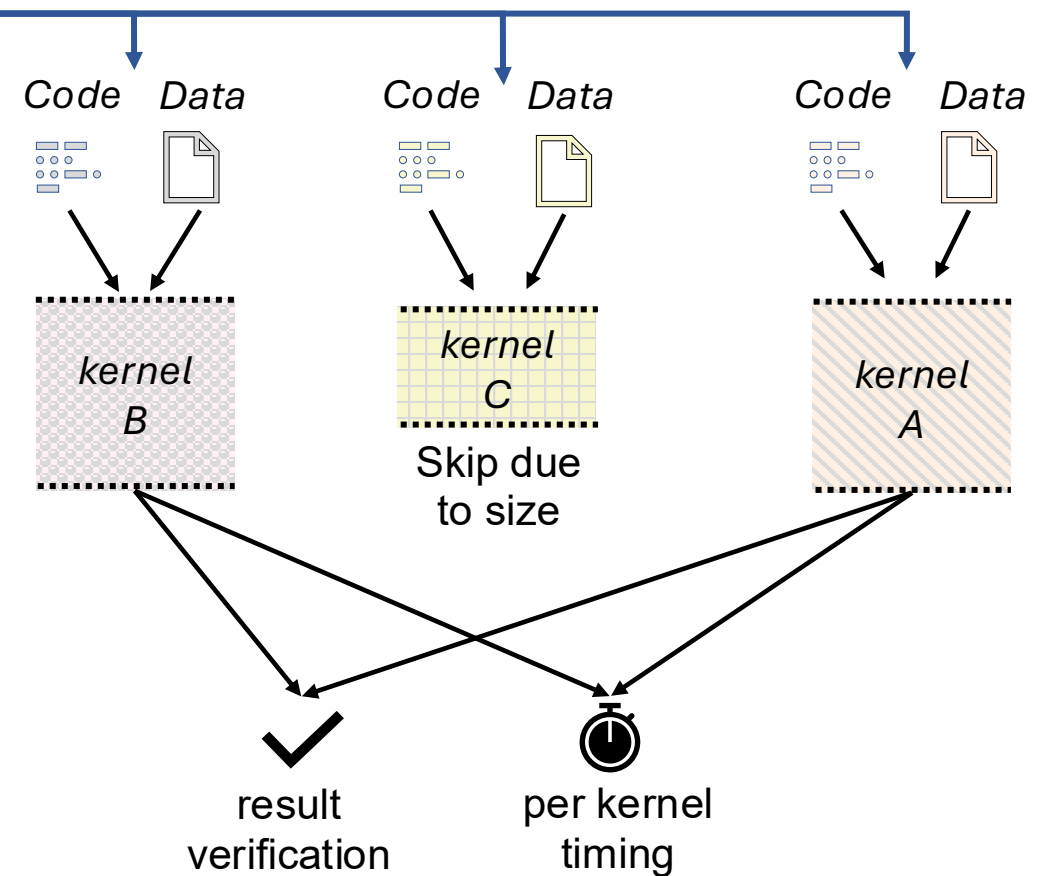 Code Data
Code Data
Code Data
kernel
B
kernel
C
Skip due
to size
kernel
A
result
verification
per kernel
timing